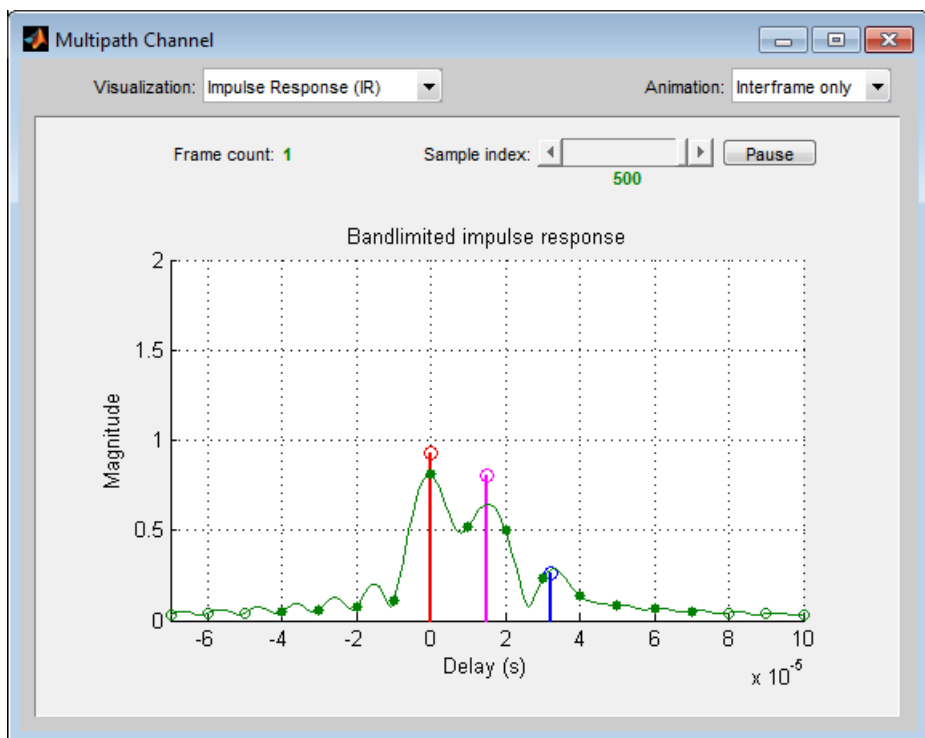 Multipath Channel
Visualization: Impulse Response (IR) Animation: Interframe only
Frame count: 1 Sample index: Pause
500
Bandlimited impulse response
2
1.5
1
0.5
0
Magnitude
-6 -4 -2 0 2 4 6 8 10
Delay (s)
x 10^-5